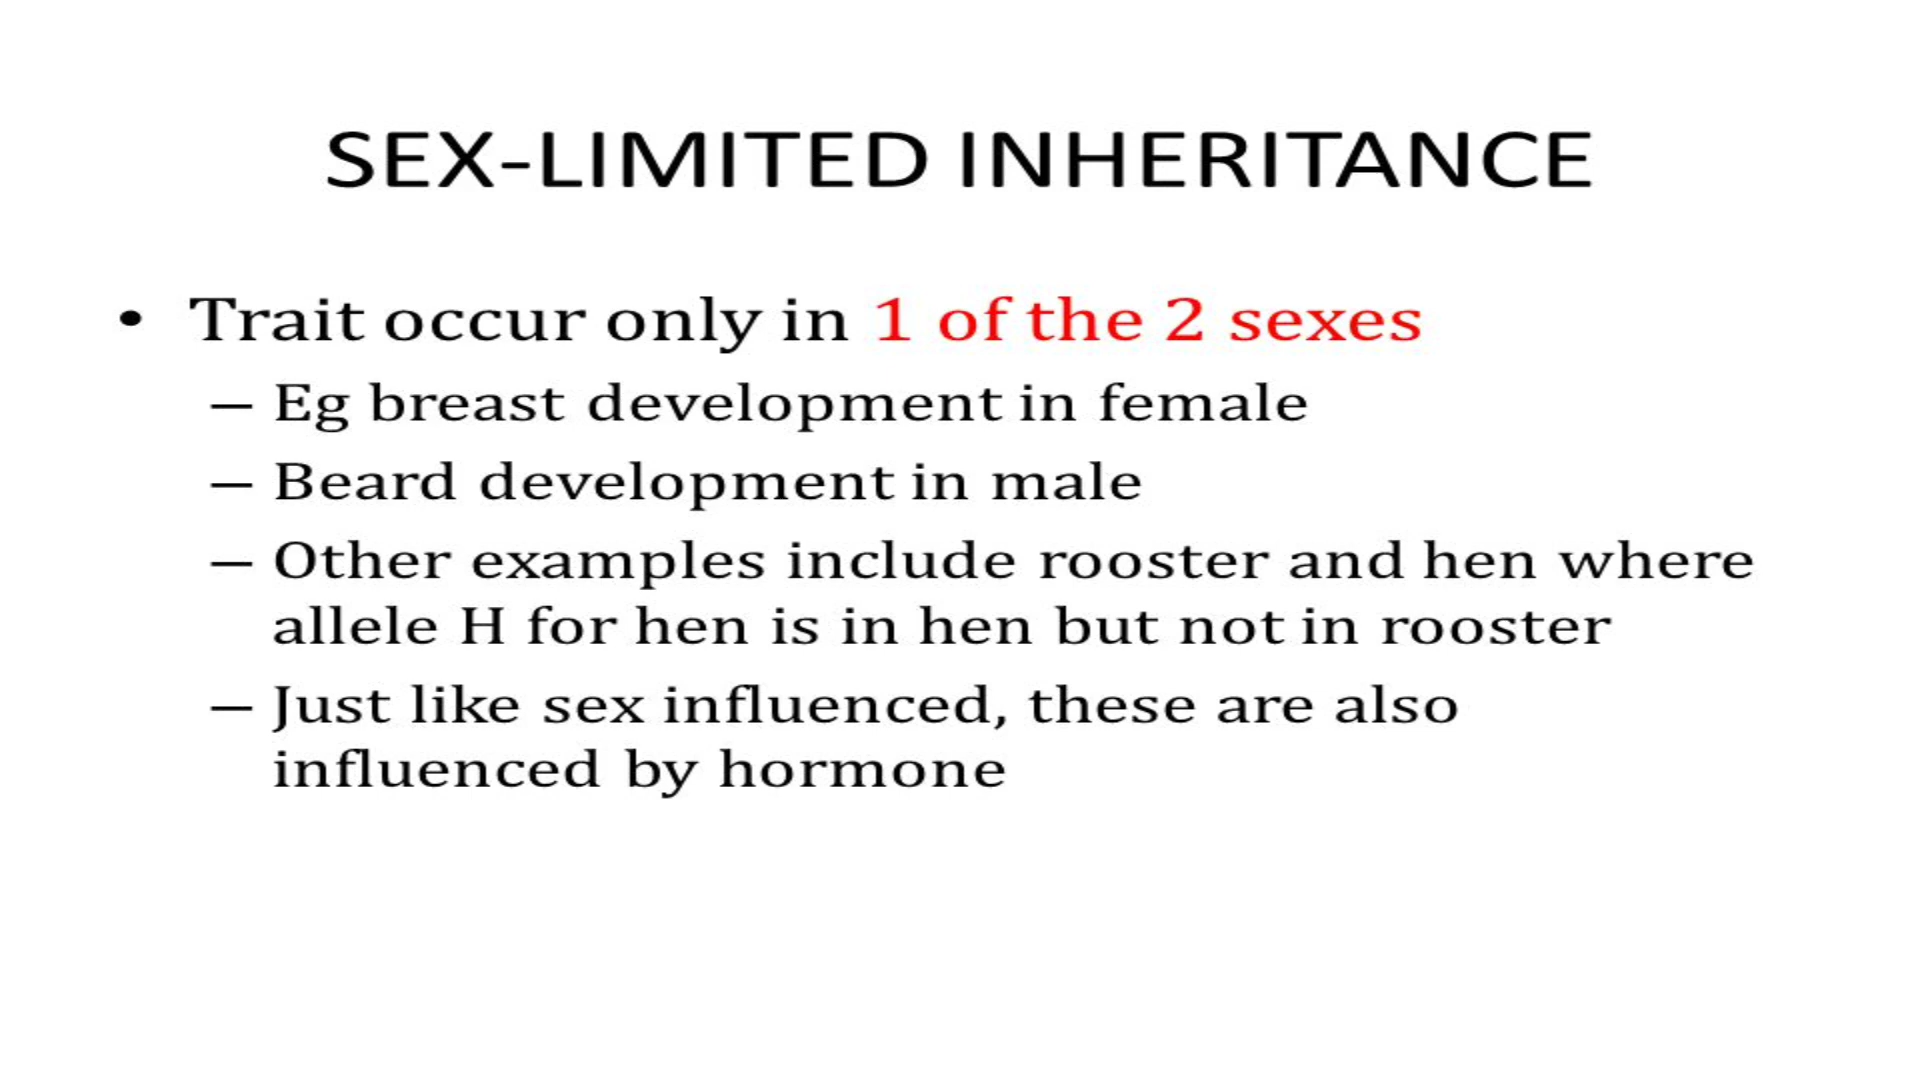 SEX-LIMITED INHERITANCE
• Trait occur only in 1 of the 2 sexes
– Eg breast development in female
– Beard development in male
– Other examples include rooster and hen where
allele H for hen is in hen but not in rooster
– Just like sex influenced, these are also
influenced by hormone